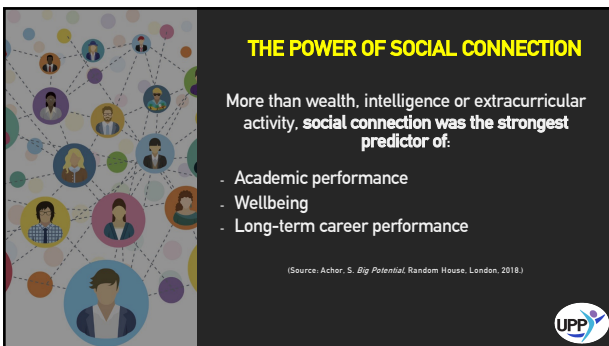 THE POWER OF SOCIAL CONNECTION
More than wealth, intelligence or extracurricular
activity, social connection was the strongest
predictor of:
- Academic performance
- Wellbeing
- Long-term career performance
(Source: Achor, S. Big Potential, Random House, London, 2018.)
UPP